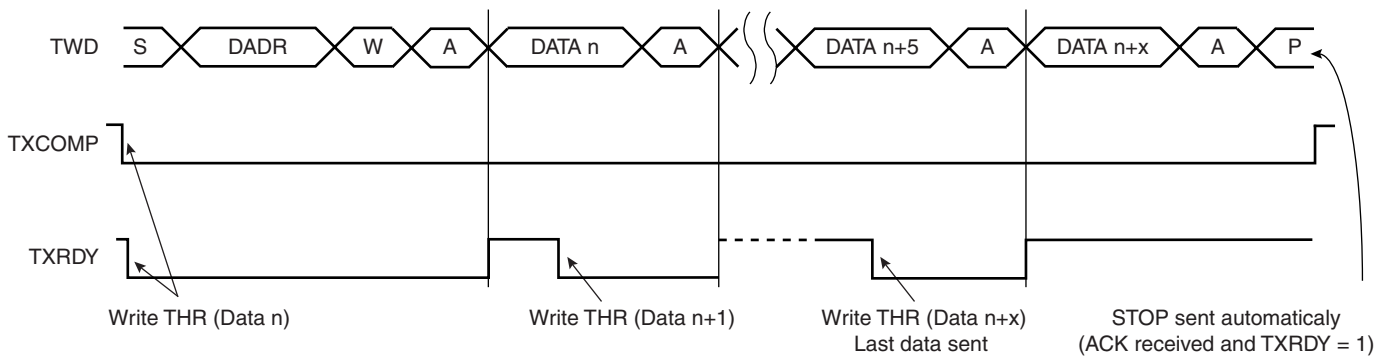 TWD S DADR W A DATA n A DATA n+5 A DATA n+x A P
TXCOMP
TXRDY
Write THR (Data n)
Write THR (Data n+1)
Write THR (Data n+x)
Last data sent
STOP sent automaticaly
(ACK received and TXRDY = 1)